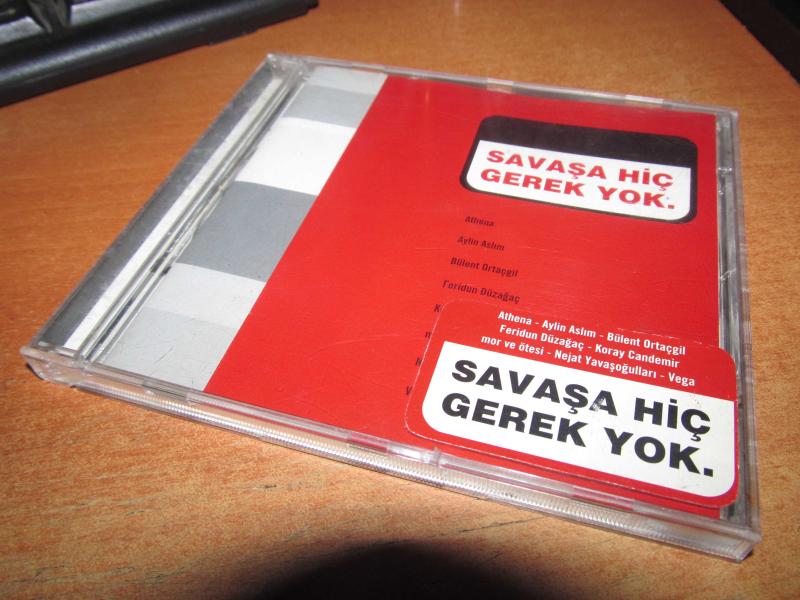 SAVAŞA HİÇ
GEREK YOK.
Athena
Aylin Aslım
Bülent Ortaçgil
Feridun Düzağaç
Athena - Aylin Aslım - Bülent Ortaçgil
Feridun Düzağaç - Koray Candemir
mor ve ötesi - Nejat Yavaşoğulları - Vega
SAVAŞA HİÇ
GEREK YOK.